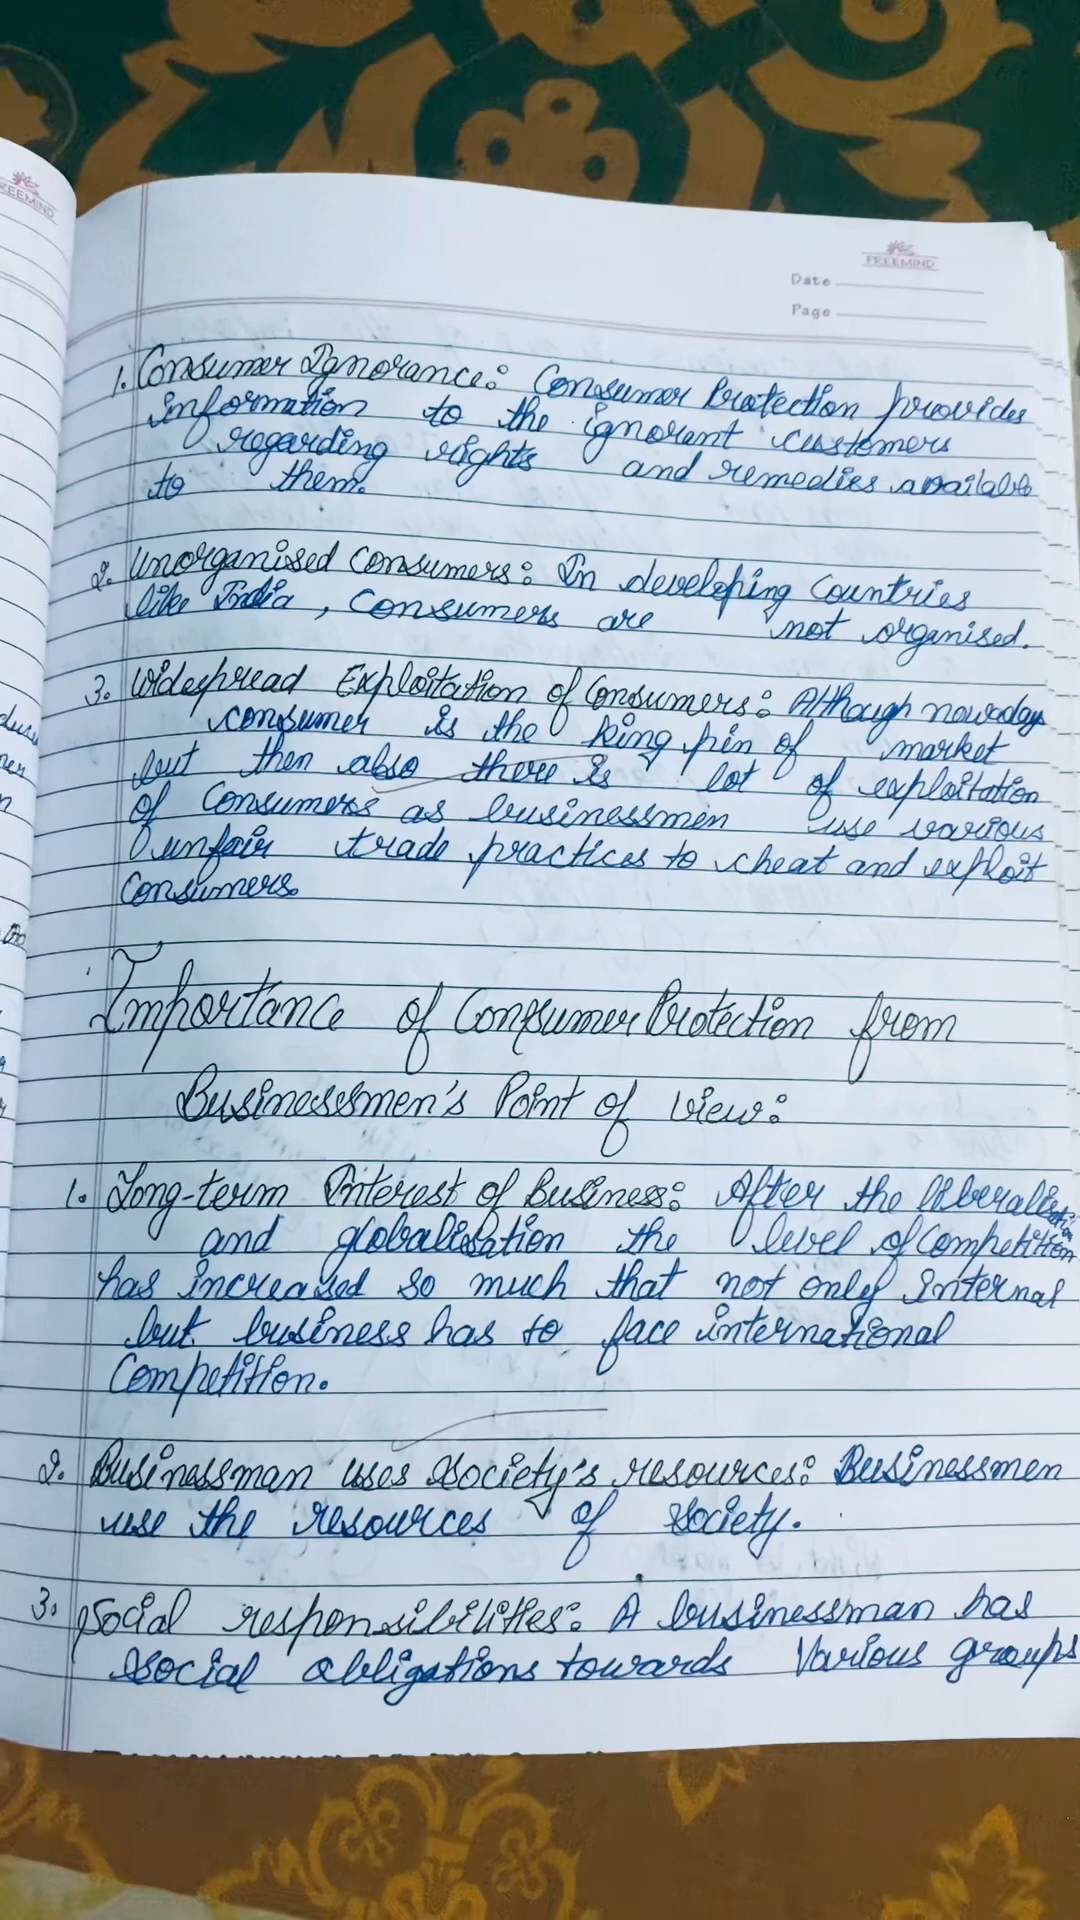 FREEMIND
FREEMIND
Date
Page
1. Consumer Ignorance: Consumer Protection provides
information to the ignorent customers
regarding rights and remedies available
to them.
2. Unorganised Consumers: In developing Countries
like India, Consumers are not organised.
3. Widespread Exploitation of Consumers: Although nowaday
consumer is the king pin of market
but then also there is lot of exploitation
of Consumers as businessmen use various
unfair trade practices to cheat and exploit
Consumers.
Importance of Consumer Protection from
Businessmen's Point of view:
1. Long-term Interest of Business: After the liberalisation
and globalisation the level of Competition
has increased so much that not only internal
but business has to face international
Competition.
2. Businessman uses society's resources: Businessmen
use the resources of society.
3. Social responsibilities: A businessman has
social obligations towards various groups